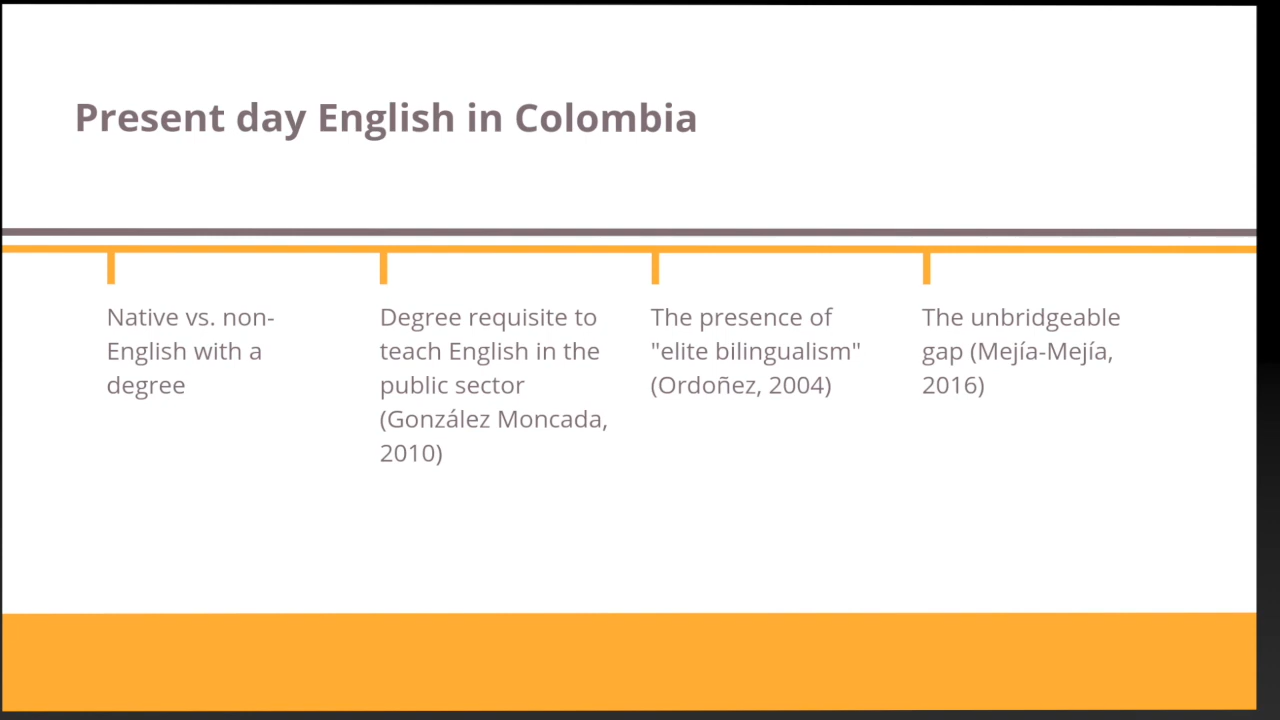 Present day English in Colombia
Native vs. non-
English with a
degree
Degree requisite to
teach English in the
public sector
(González Moncada,
2010)
The presence of
"elite bilingualism"
(Ordoñez, 2004)
The unbridgeable
gap (Mejía-Mejía,
2016)